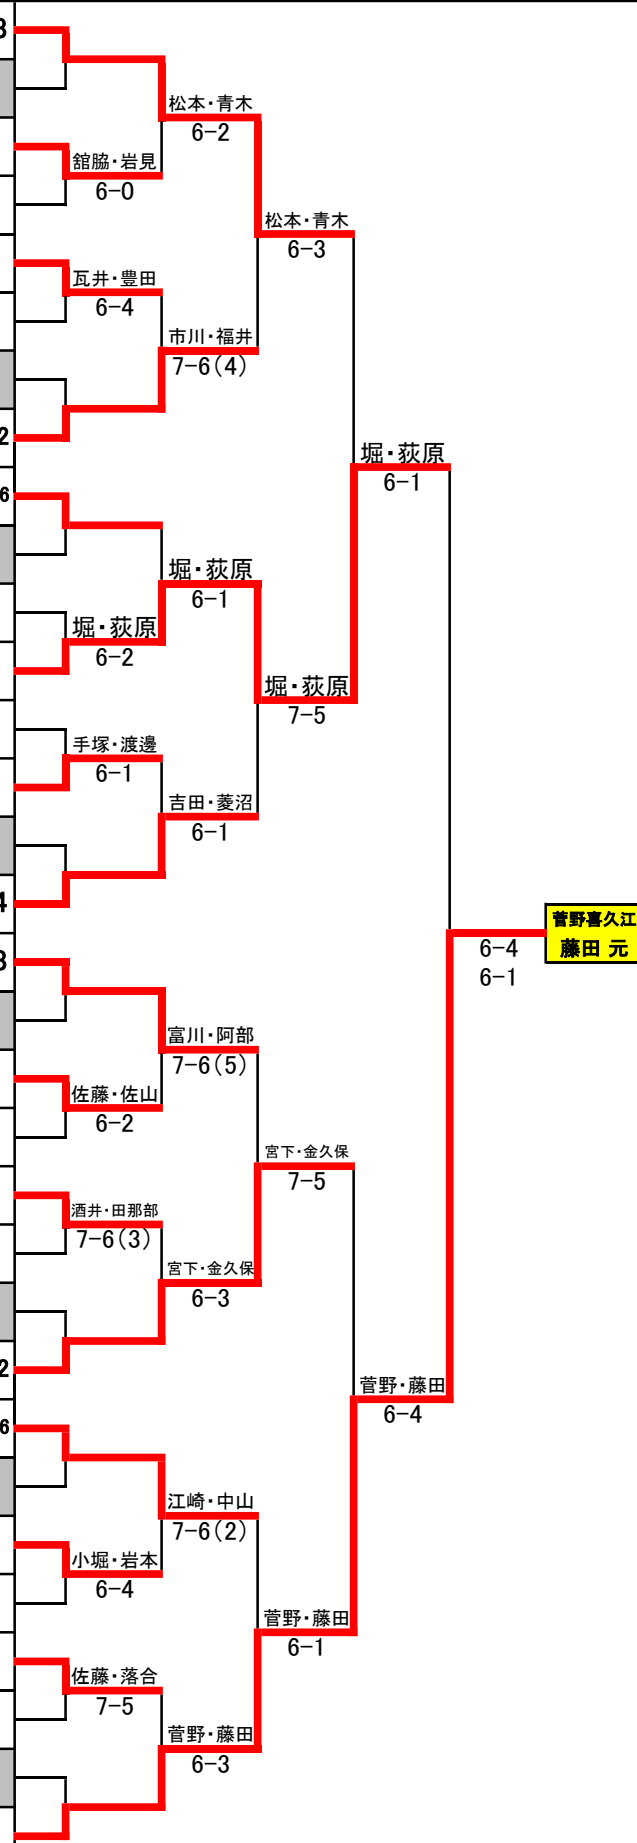 3
松本・青木
6-2
舘脇・岩見
6-0
松本・青木
6-3
瓦井・豊田
6-4
市川・福井
7-6(4)
2
堀・荻原
6-1
6
堀・荻原
6-1
堀・荻原
6-2
堀・荻原
7-5
手塚・渡邊
6-1
吉田・菱沼
6-1
4
菅野喜久江
藤田 元
6-4
6-1
3
富川・阿部
7-6(5)
佐藤・佐山
6-2
宮下・金久保
7-5
酒井・田那部
7-6(3)
宮下・金久保
6-3
2
菅野・藤田
6-4
6
江崎・中山
7-6(2)
小堀・岩本
6-4
菅野・藤田
6-1
佐藤・落合
7-5
菅野・藤田
6-3